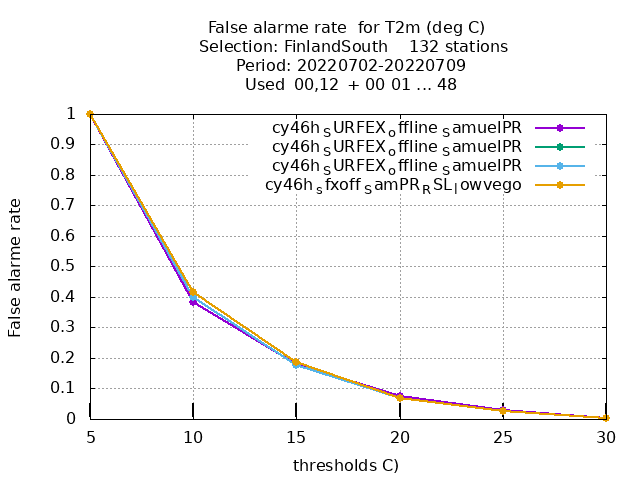 False alarme rate  for T2m (deg C)
Selection: FinlandSouth    132 stations
Period: 20220702-20220709
Used  00,12  + 00 01 ... 48
cy46h_SURFEX_offline_SamuelPR
cy46h_SURFEX_offline_SamuelPR
cy46h_SURFEX_offline_SamuelPR
cy46h_sfxoff_SamPR_RSL_lowvego
False alarme rate
1
0.9
0.8
0.7
0.6
0.5
0.4
0.3
0.2
0.1
0
5 10 15 20 25 30
thresholds C)